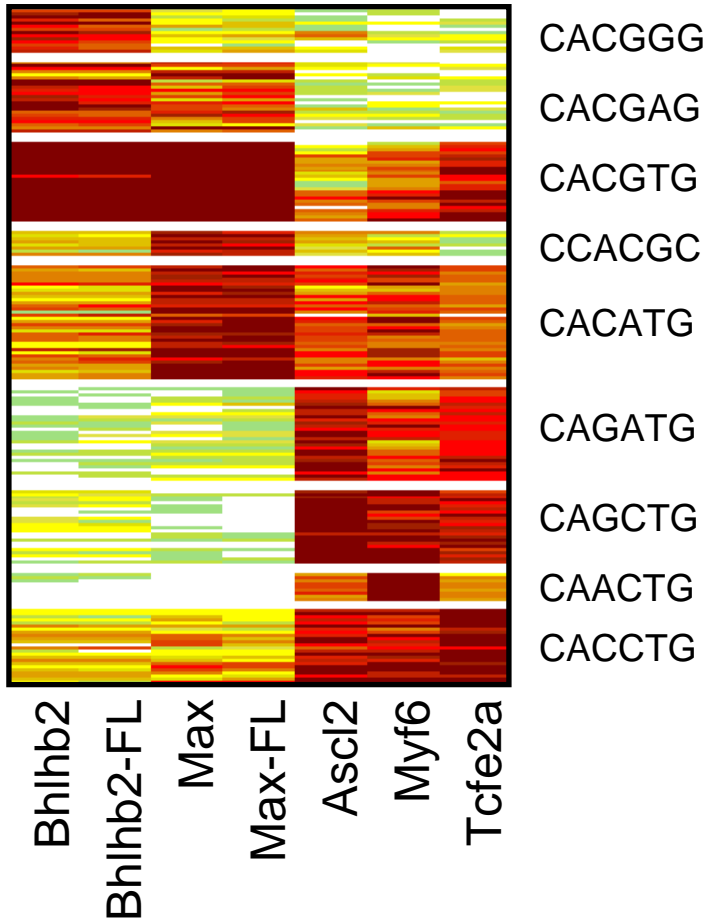 CACGGG
CACGAG
CACGTG
CCACGC
CACATG
CAGATG
CAGCTG
CAACTG
CACCTG
Bhlhb2
Bhlhb2-FL
Max
Max-FL
Ascl2
Myf6
Tcfe2a